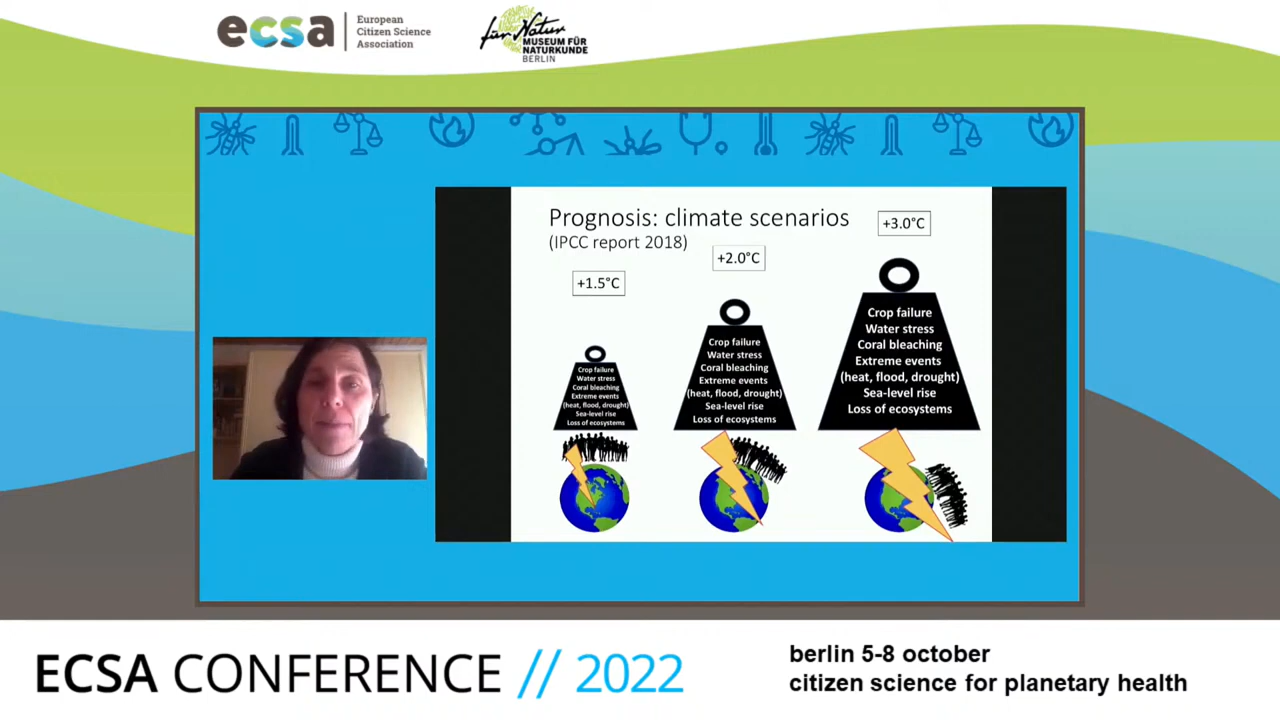 ecsa
European
Citizen Science
Association
für Natur
MUSEUM FÜR
NATURKUNDE
BERLIN
Prognosis: climate scenarios
(IPCC report 2018)
+1.5°C
+2.0°C
+3.0°C
Crop failure
Water stress
Coral bleaching
Extreme events
(heat, flood, drought)
Sea-level rise
Loss of ecosystems
Crop failure
Water stress
Coral bleaching
Extreme events
(heat, flood, drought)
Sea-level rise
Loss of ecosystems
Crop failure
Water stress
Coral bleaching
Extreme events
(heat, flood, drought)
Sea-level rise
Loss of ecosystems
ECSA CONFERENCE // 2022
berlin 5-8 october
citizen science for planetary health